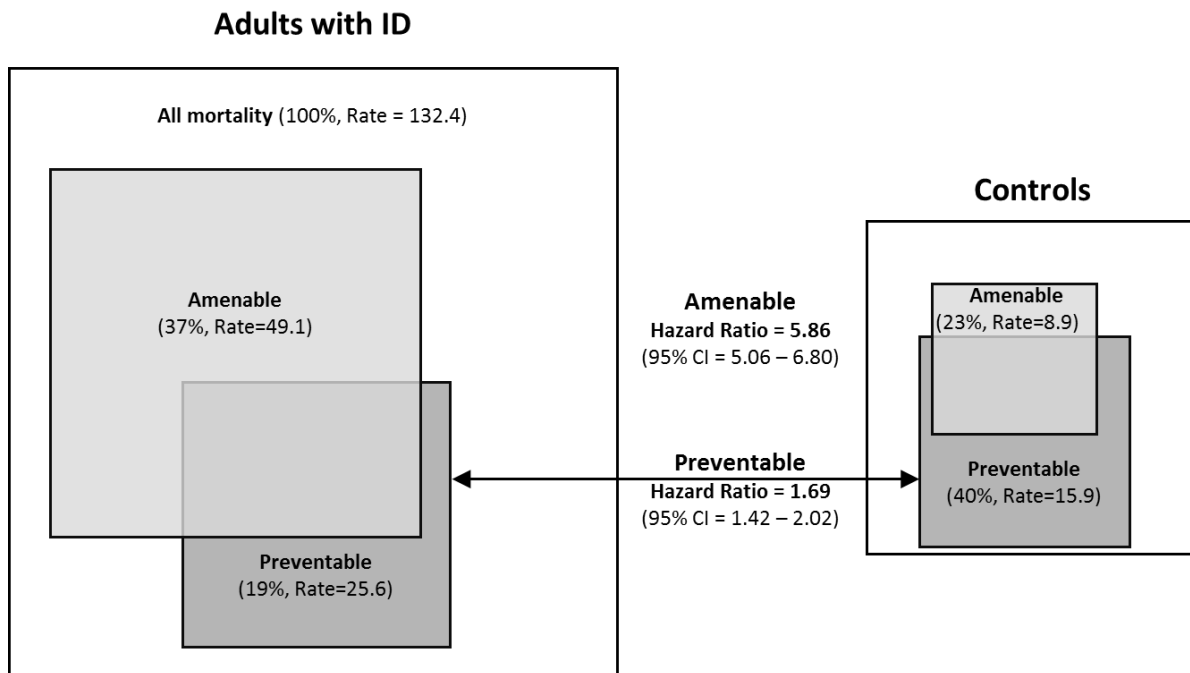 Adults with ID
All mortality (100%, Rate = 132.4)
Amenable
(37%, Rate=49.1)
Preventable
(19%, Rate=25.6)
Amenable
Hazard Ratio = 5.86
(95% CI = 5.06 – 6.80)
Preventable
Hazard Ratio = 1.69
(95% CI = 1.42 – 2.02)
Controls
Amenable
(23%, Rate=8.9)
Preventable
(40%, Rate=15.9)